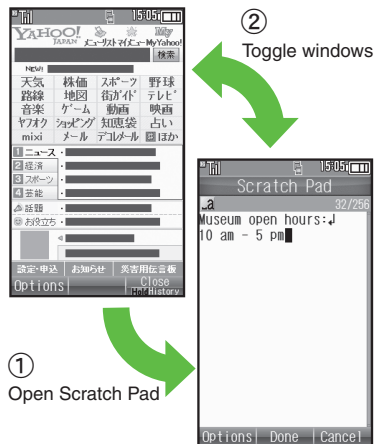 15:05
YAHOO!
JAPAN
メニューリスト マイメニュー My Yahoo!
検索
NEW!
天気 株価 スポーツ 野球
路線 地図 街ガイド テレビ
音楽 ゲーム 動画 映画
ヤフオク ショッピング 知恵袋 占い
mixi メール デコレメール ほか
1 ニュース
2 経済
3 スポーツ
4 芸能
話題
お役立ち
設定・申込 お知らせ 災害用伝言板
Options Close
Hold History
② Toggle windows
15:05
Scratch Pad
a 32/256
Museum open hours:↲
10 am - 5 pm
Options Done Cancel
① Open Scratch Pad